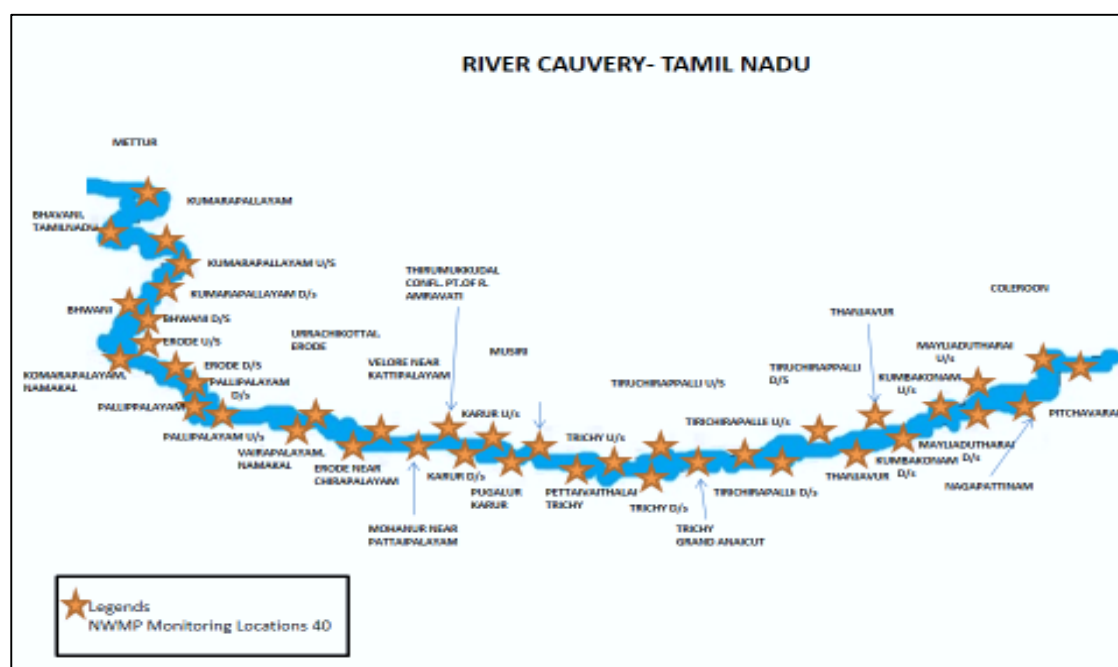 RIVER CAUVERY- TAMIL NADU
METTUR
KUMARAPALLAYAM
BHAVANI,
TAMILNADU
KUMARAPALLAYAM U/S
KUMARAPALLAYAM D/s
BHWANI
BHWANI D/S
ERODE U/S
KOMARAPALAYAM,
NAMAKAL
ERODE D/S
PALLIPALAYAM
D/s
PALLIPPALAYAM
PALLIPALAYAM U/s
URRACHIKOTTAI,
ERODE
VAIRAPALAYAM,
NAMAKAL
ERODE NEAR
CHIRAPALAYAM
VELORE NEAR
KATTIPALAYAM
THIRUMUKKUDAL
CONFL. PT.OF R.
AMRAVATI
MOHANUR NEAR
PATTAIPALAYAM
KARUR U/s
KARUR D/s
MUSIRI
PUGALUR
KARUR
PETTAIVAITHALAI
TRICHY
TRICHY U/s
TRICHY D/s
TIRUCHIRAPPALLI U/S
TRICHY
GRAND ANAICUT
TIRICHIRAPALLE U/s
TIRICHIRAPALLE D/s
TIRUCHIRAPPALLI
D/S
THANJAVUR
THANJAVUR D/s
KUMBAKONAM
U/s
KUMBAKONAM
D/s
MAYLIADUTHARAI
U/s
MAYLIADUTHARAI
D/s
COLEROON
NAGAPATTINAM
PITCHAVARAI
Legends
NWMP Monitoring Locations 40